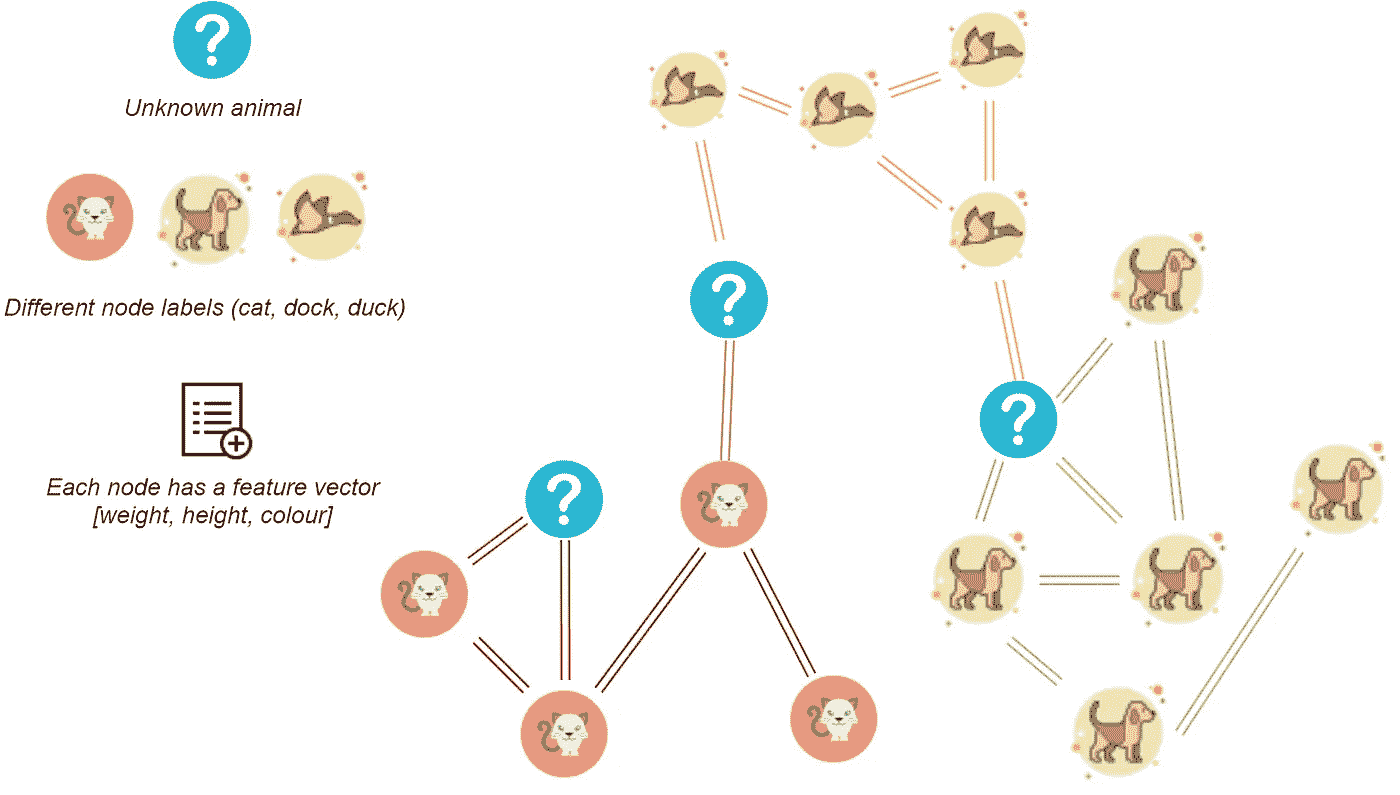 ?
Unknown animal
Different node labels (cat, dock, duck)
Each node has a feature vector
[weight, height, colour]
?
?
?